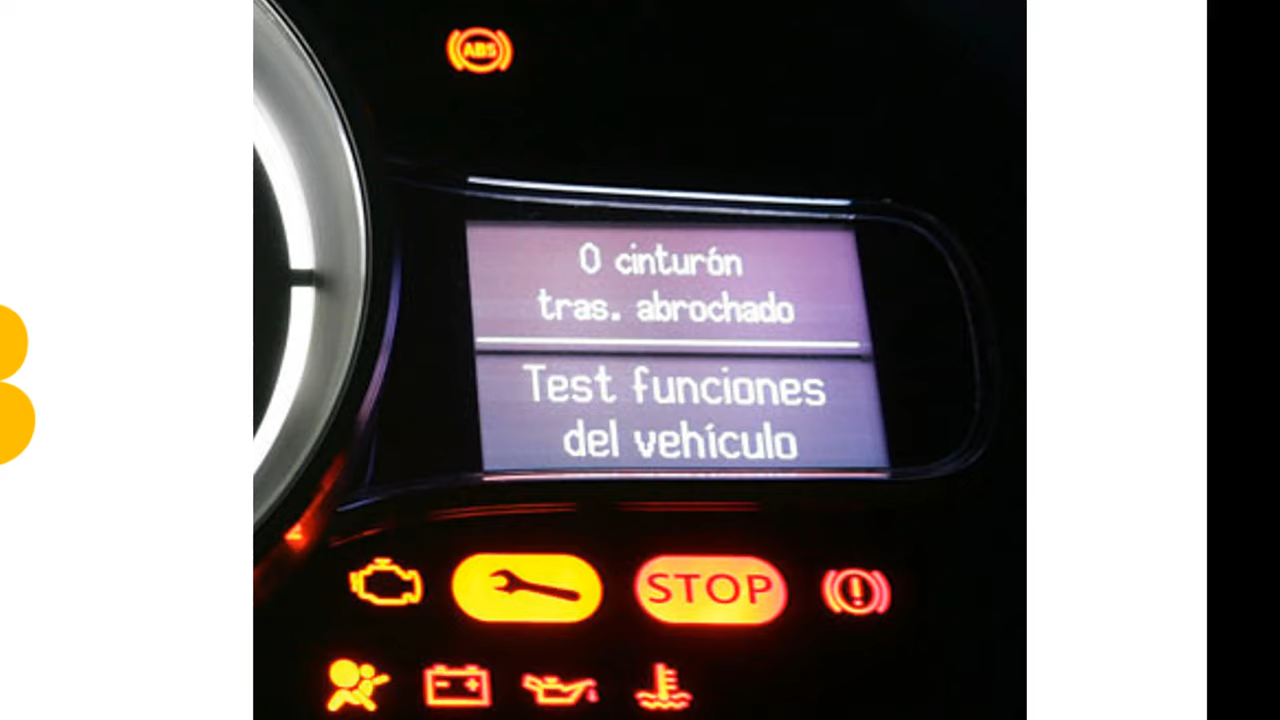 ABS
0 cinturón
tras. abrochado
Test funciones
del vehículo
STOP